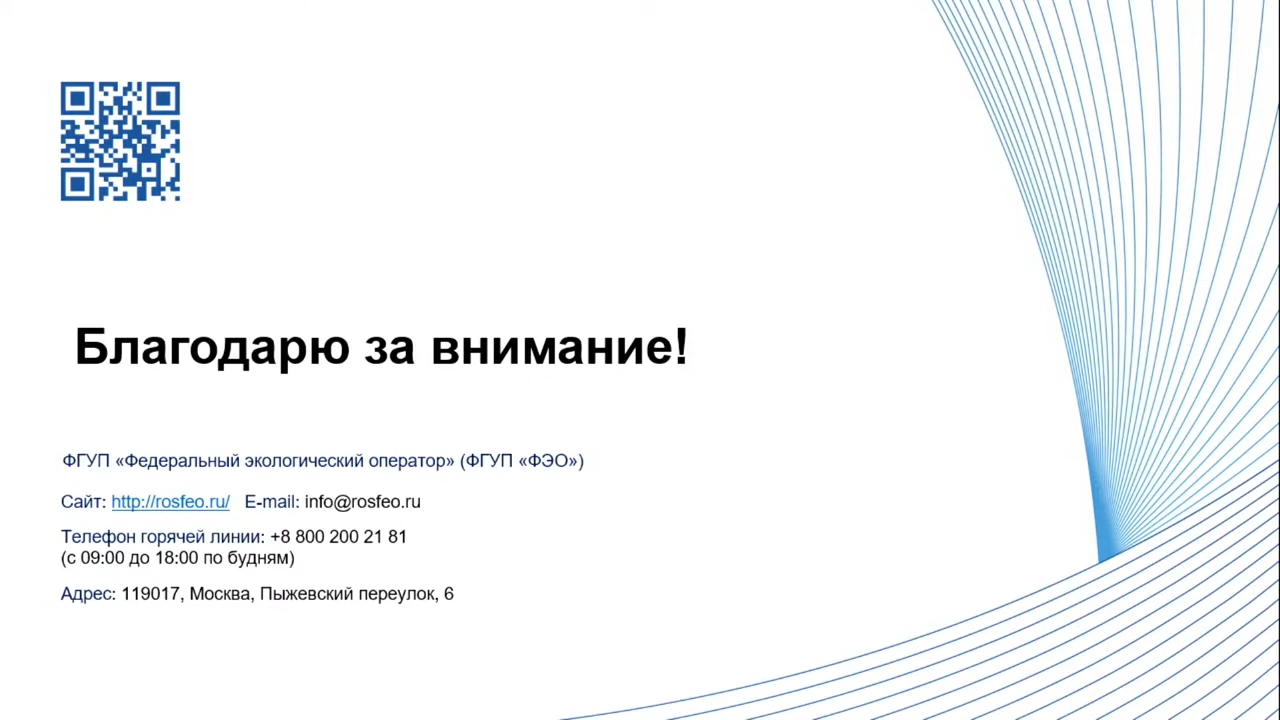 Благодарю за внимание!
ФГУП «Федеральный экологический оператор» (ФГУП «ФЭО»)
Сайт: http://rosfeo.ru/ E-mail: info@rosfeo.ru
Телефон горячей линии: +8 800 200 21 81
(с 09:00 до 18:00 по будням)
Адрес: 119017, Москва, Пыжевский переулок, 6